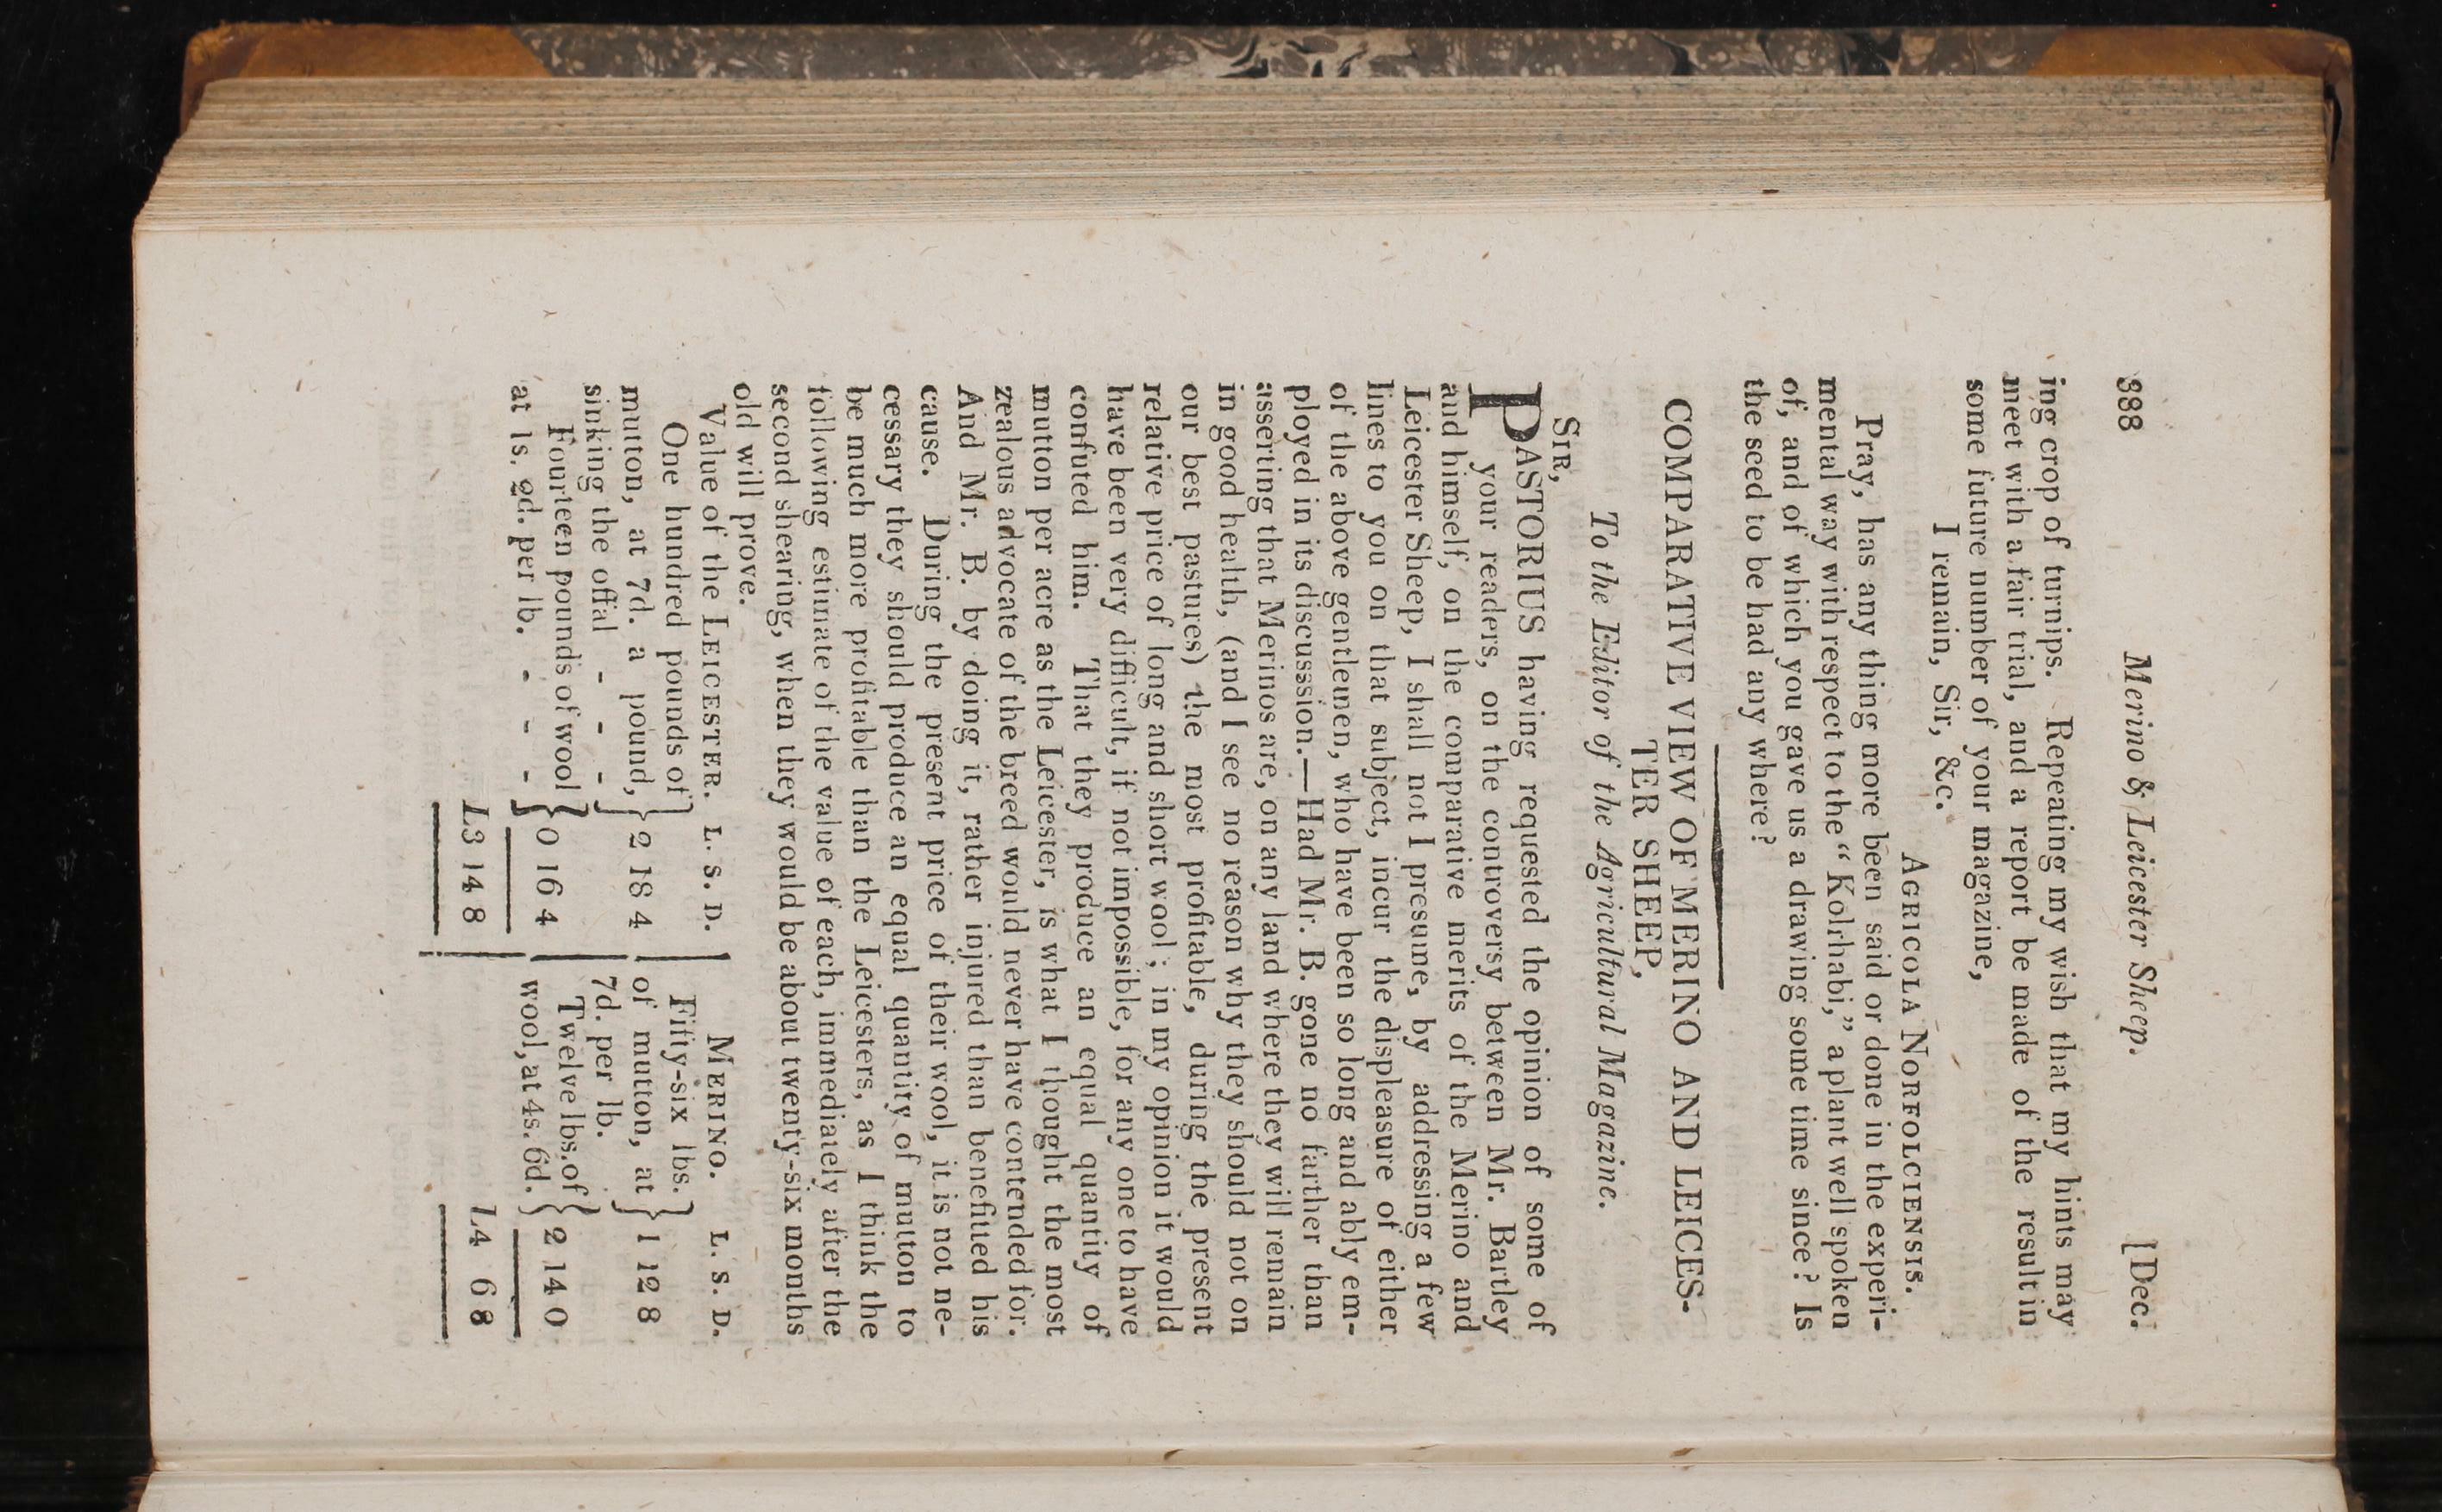 388 Merino & Leicester Sheep. [Dec.
ing crop of turnips. Repeating my wish that my hints may
meet with a fair trial, and a report be made of the result in
some future number of your magazine,
I remain, Sir, &c.
AGRICOLA NORFOLCIENSIS.
Pray, has any thing more been said or done in the experi-
mental way with respect to the “ Kolrhabi,” a plant well spoken
of, and of which you gave us a drawing some time since? Is
the seed to be had any where?
COMPARATIVE VIEW OF MERINO AND LEICES-
TER SHEEP,
To the Editor of the Agricultural Magazine.
SIR,
PASTORIUS having requested the opinion of some of
your readers, on the controversy between Mr. Bartley
and himself, on the comparative merits of the Merino and
Leicester Sheep, I shall not I presume, by addressing a few
lines to you on that subject, incur the displeasure of either
of the above gentlemen, who have been so long and ably em-
ployed in its discusssion.—Had Mr. B. gone no farther than
asserting that Merinos are, on any land where they will remain
in good health, (and I see no reason why they should not on
our best pastures) the most profitable, during the present
relative price of long and short wool; in my opinion it would
have been very difficult, if not impossible, for any one to have
confuted him. That they produce an equal quantity of
mutton per acre as the Leicester, is what I thought the most
zealous advocate of the breed would never have contended for.
And Mr. B. by doing it, rather injured than benefited his
cause. During the present price of their wool, it is not ne-
cessary they should produce an equal quantity of mutton to
be much more profitable than the Leicesters, as I think the
following estimate of the value of each, immediately after the
second shearing, when they would be about twenty-six months
old will prove.
Value of the LEICESTER. L. S. D.
One hundred pounds of
mutton, at 7d. a pound, } 2 18 4
sinking the offal - - -
Fourteen pounds of wool } 0 16 4
at 1s. 2d. per lb. - - -
L3 14 8
MERINO. L. S. D.
Fifty-six lbs.
of mutton, at } 1 12 8
7d. per lb.
Twelve lbs. of } 2 14 0
wool, at 4s. 6d.
L4 6 8